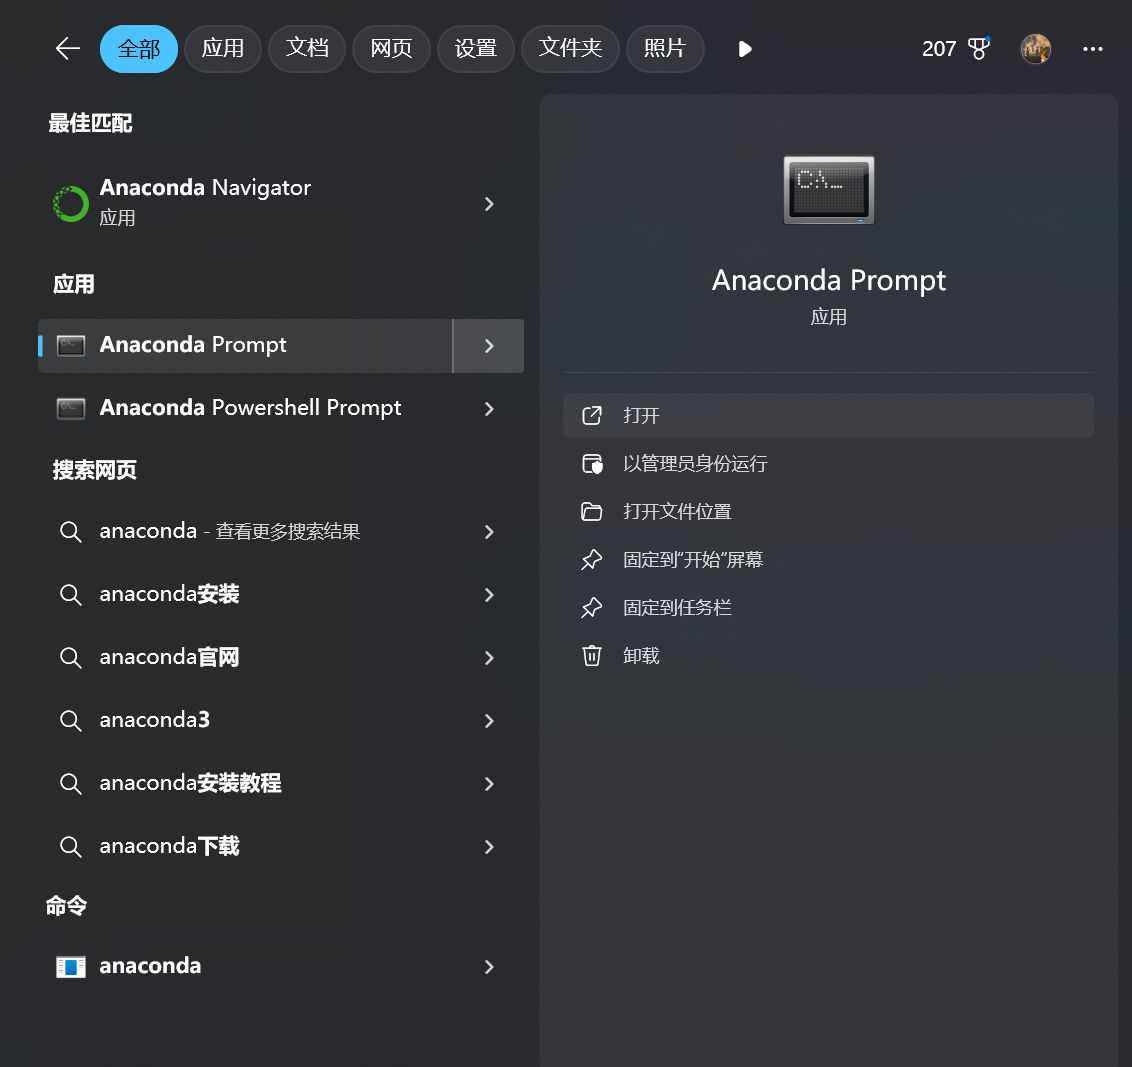 全部 应用 文档 网页 设置 文件夹 照片 207
最佳匹配
Anaconda Navigator
应用
应用
Anaconda Prompt
Anaconda Powershell Prompt
搜索网页
anaconda - 查看更多搜索结果
anaconda安装
anaconda官网
anaconda3
anaconda安装教程
anaconda下载
命令
anaconda
C:\_
Anaconda Prompt
应用
打开
以管理员身份运行
打开文件位置
固定到“开始”屏幕
固定到任务栏
卸载